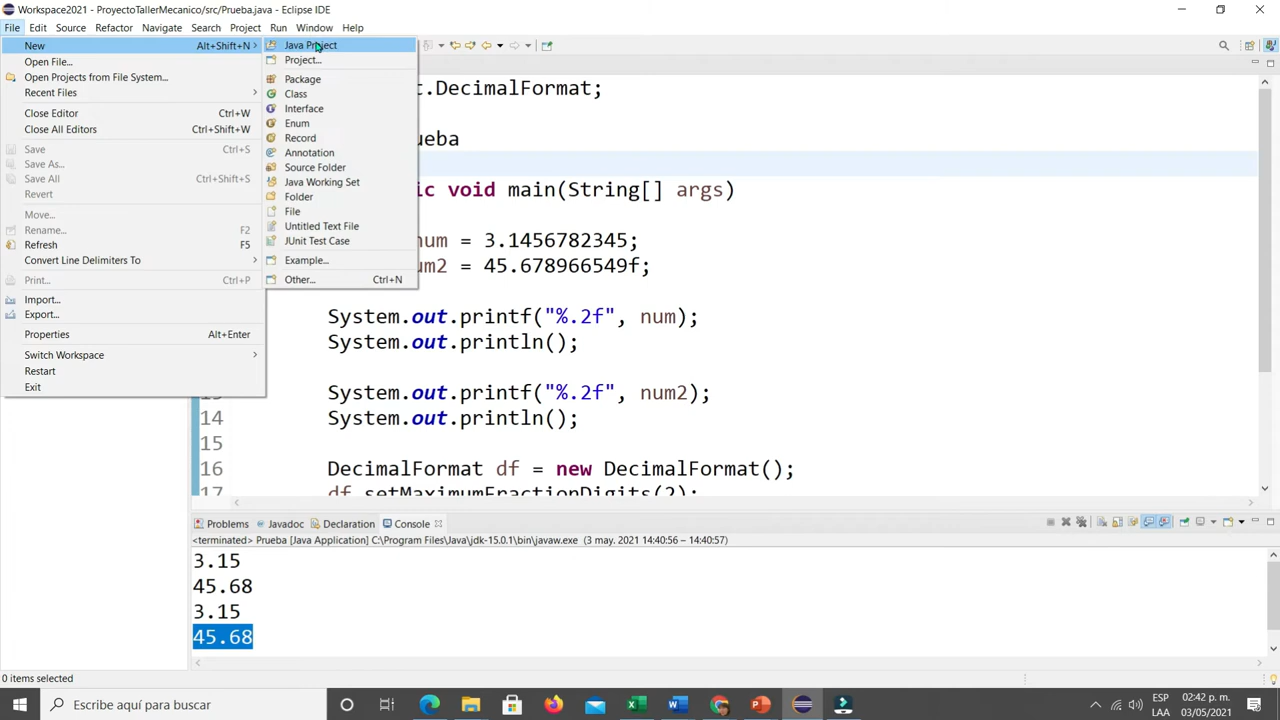 Workspace2021 - ProyectoTallerMecanico/src/Prueba.java - Eclipse IDE
File Edit Source Refactor Navigate Search Project Run Window Help
New Alt+Shift+N >
Open File...
Open Projects from File System...
Recent Files >
Close Editor Ctrl+W
Close All Editors Ctrl+Shift+W
Save Ctrl+S
Save As...
Save All Ctrl+Shift+S
Revert
Move...
Rename... F2
Refresh F5
Convert Line Delimiters To >
Print... Ctrl+P
Import...
Export...
Properties Alt+Enter
Switch Workspace >
Restart
Exit
Java Project
Project...
Package
Class
Interface
Enum
Record
Annotation
Source Folder
Java Working Set
Folder
File
Untitled Text File
JUnit Test Case
Example...
Other... Ctrl+N
.DecimalFormat;
ueba
ic void main(String[] args)
num = 3.1456782345;
um2 = 45.678966549f;
System.out.printf("%.2f", num);
System.out.println();
System.out.printf("%.2f", num2);
14 System.out.println();
15
16 DecimalFormat df = new DecimalFormat();
17 df.setMaximumFractionDigits(2);
Problems Javadoc Declaration Console
<terminated> Prueba [Java Application] C:\Program Files\Java\jdk-15.0.1\bin\javaw.exe (3 may. 2021 14:40:56 – 14:40:57)
3.15
45.68
3.15
45.68
0 items selected
Escribe aquí para buscar
ESP 02:42 p. m.
LAA 03/05/2021